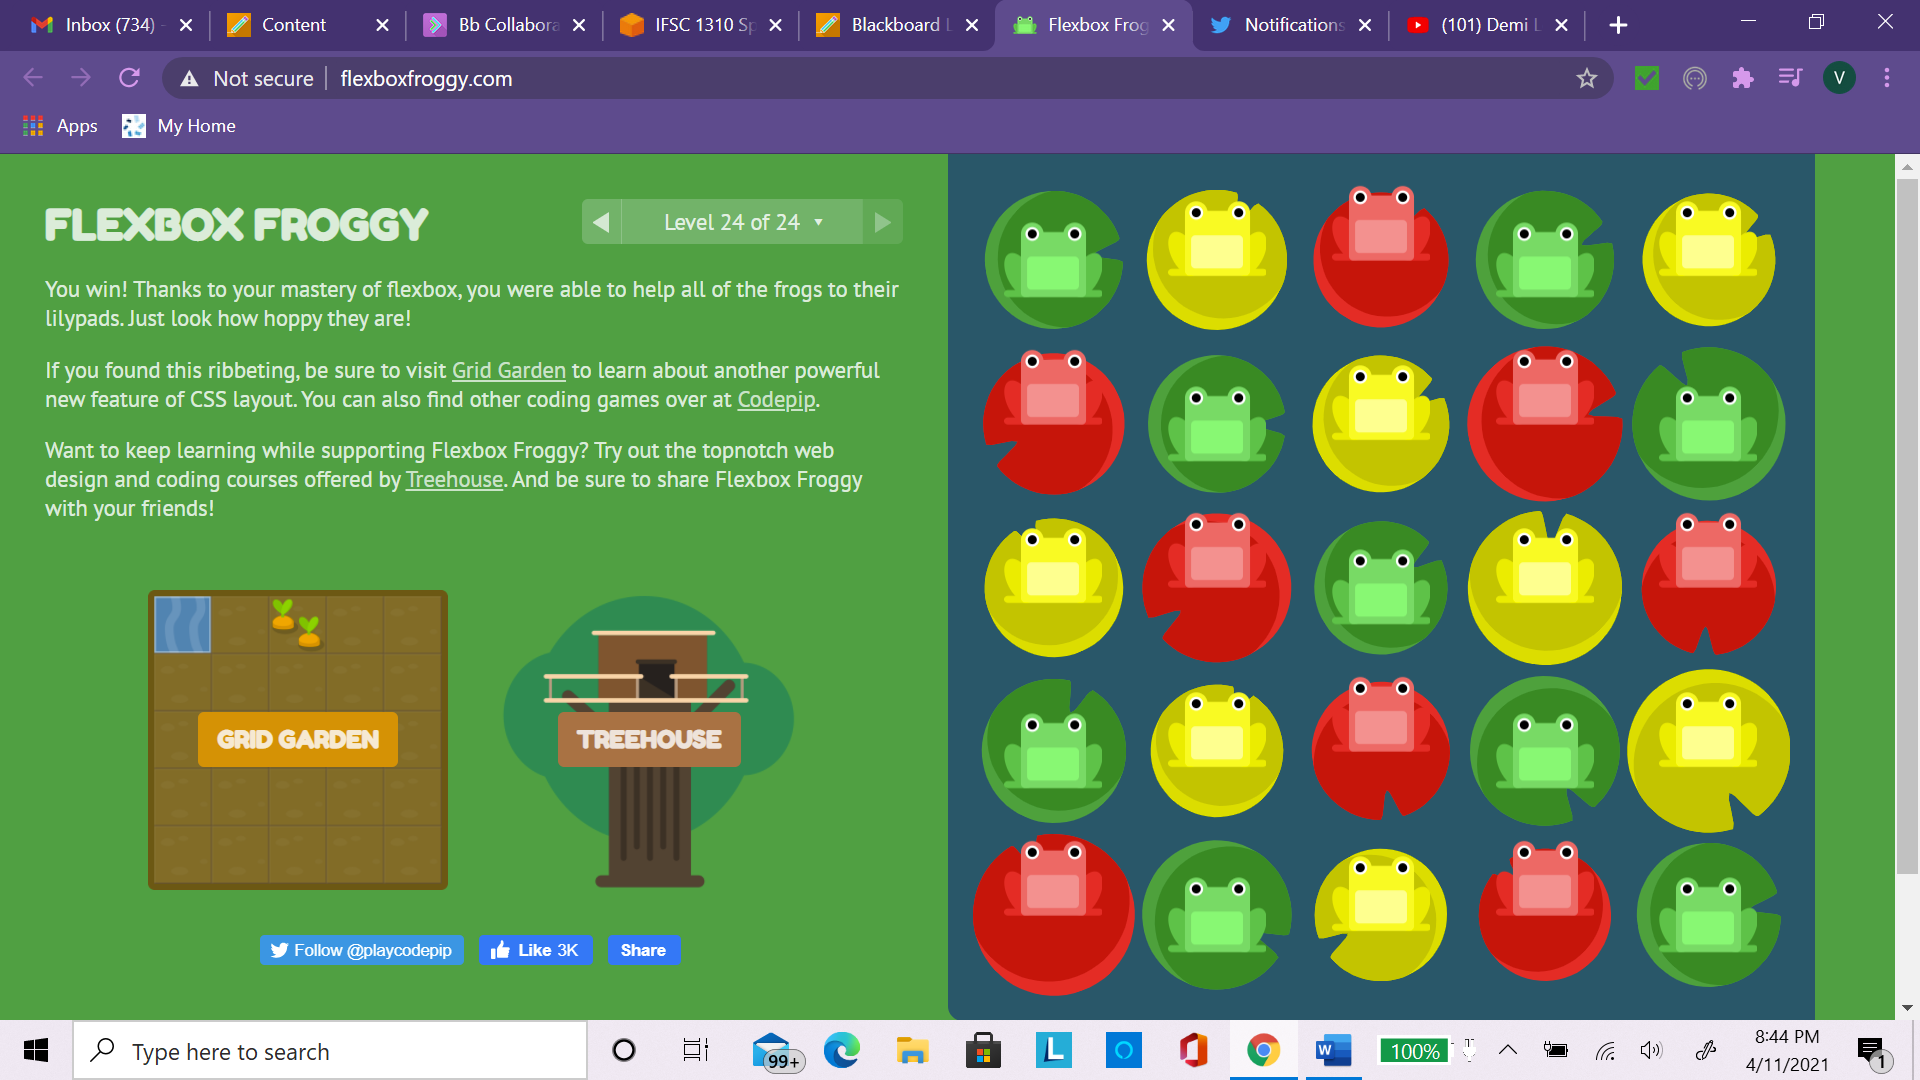 Inbox (734) -
Content
Bb Collabora
IFSC 1310 Sp
Blackboard L
Flexbox Frog
Notifications
(101) Demi L
Not secure
flexboxfroggy.com
V
Apps
My Home
FLEXBOX FROGGY
Level 24 of 24
You win! Thanks to your mastery of flexbox, you were able to help all of the frogs to their
lilypads. Just look how hoppy they are!
If you found this ribbeting, be sure to visit Grid Garden to learn about another powerful
new feature of CSS layout. You can also find other coding games over at Codepip.
Want to keep learning while supporting Flexbox Froggy? Try out the topnotch web
design and coding courses offered by Treehouse. And be sure to share Flexbox Froggy
with your friends!
GRID GARDEN
TREEHOUSE
Follow @playcodepip
Like 3K
Share
Type here to search
99+
L
W
100%
8:44 PM
4/11/2021
1